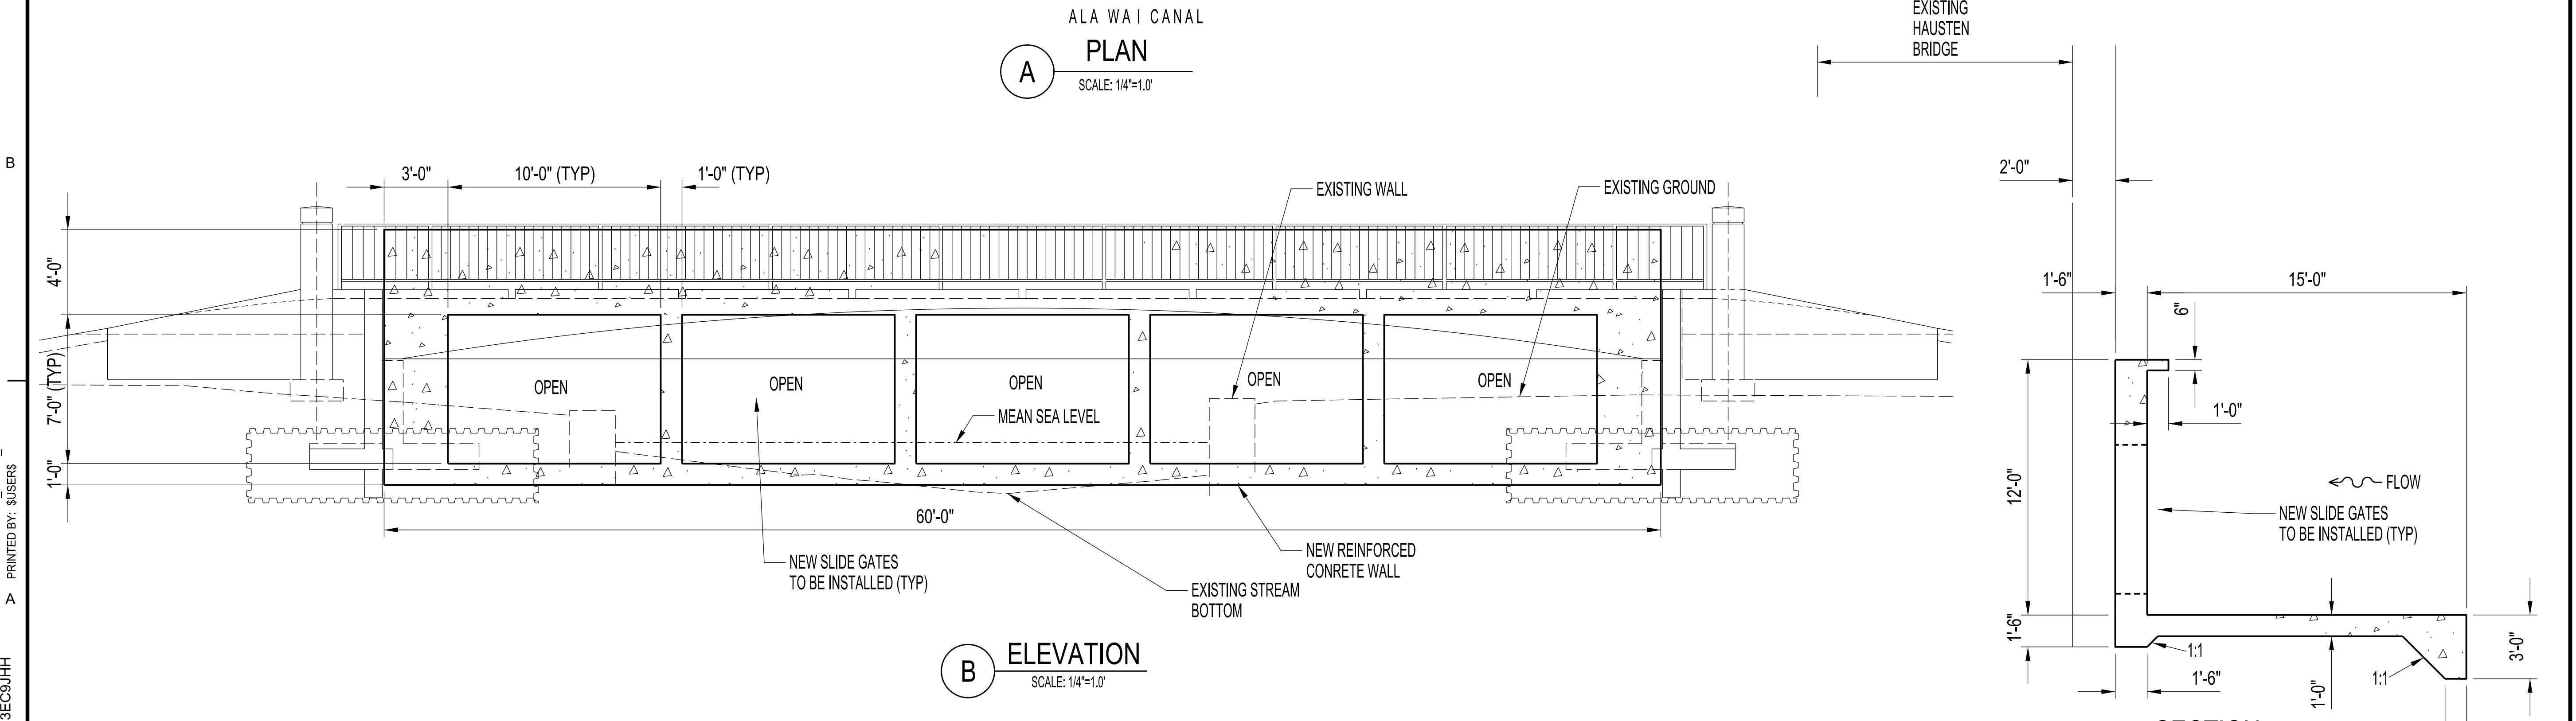 ALA WAI CANAL
A
PLAN
SCALE: 1/4"=1.0'
EXISTING
HAUSTEN
BRIDGE
B
3'-0"
10'-0" (TYP)
1'-0" (TYP)
EXISTING WALL
EXISTING GROUND
4'-0"
7'-0" (TYP)
1'-0"
OPEN
OPEN
OPEN
OPEN
OPEN
MEAN SEA LEVEL
60'-0"
NEW SLIDE GATES
TO BE INSTALLED (TYP)
NEW REINFORCED
CONRETE WALL
EXISTING STREAM
BOTTOM
B
ELEVATION
SCALE: 1/4"=1.0'
2'-0"
1'-6"
15'-0"
6"
1'-0"
12'-0"
FLOW
NEW SLIDE GATES
TO BE INSTALLED (TYP)
1'-6"
1:1
1:1
1'-6"
1'-0"
3'-0"
PRINTED BY: $USER$
A
3EC9JHH